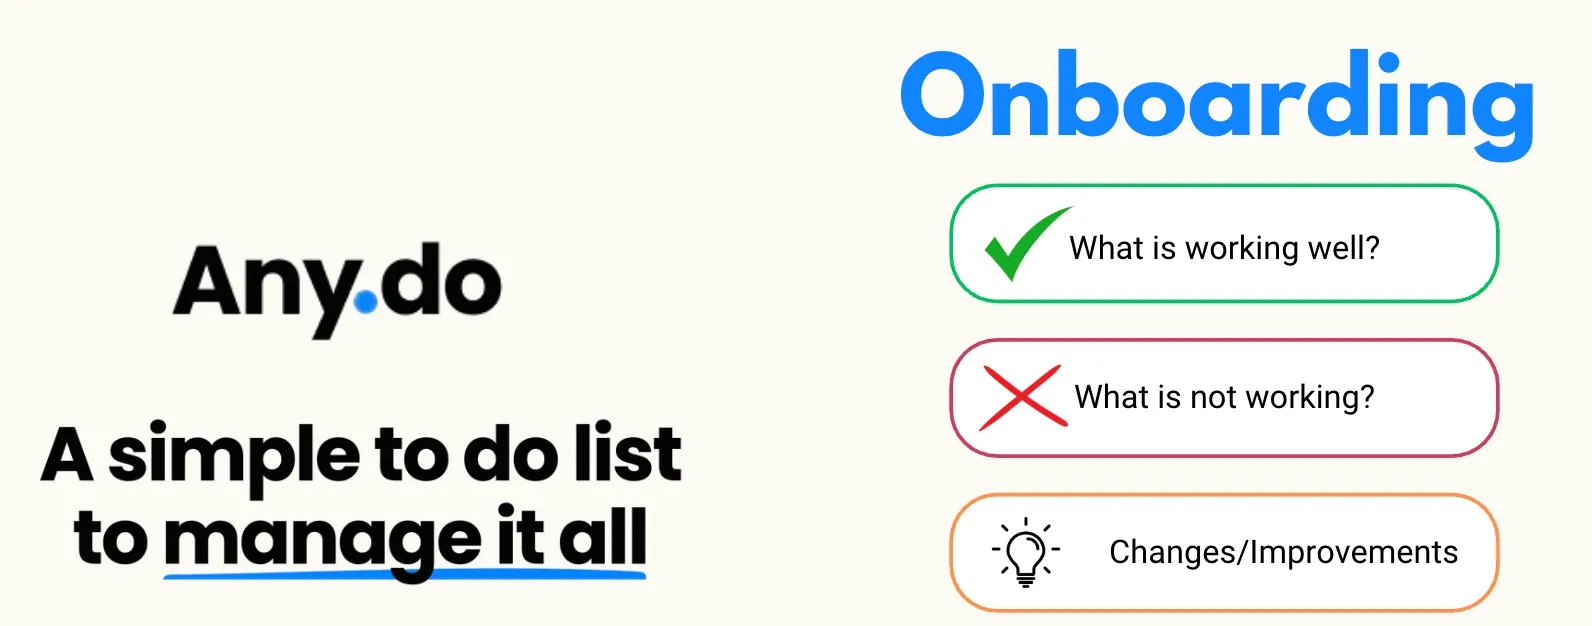 Any.do
A simple to do list
to manage it all
Onboarding
What is working well?
What is not working?
Changes/Improvements